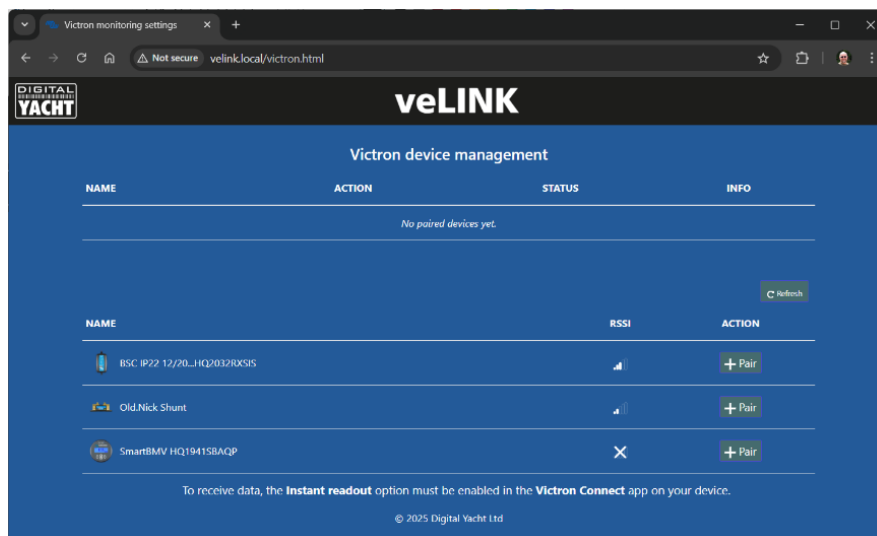 Victron monitoring settings
Not secure velink.local/victron.html
DIGITAL
YACHT
veLINK
Victron device management
NAME ACTION STATUS INFO
No paired devices yet.
Refresh
NAME RSSI ACTION
BSC IP22 12/20...HQ2032RXSIS Pair
Old.Nick Shunt Pair
SmartBMV HQ1941SBAQP Pair
To receive data, the Instant readout option must be enabled in the Victron Connect app on your device.
© 2025 Digital Yacht Ltd